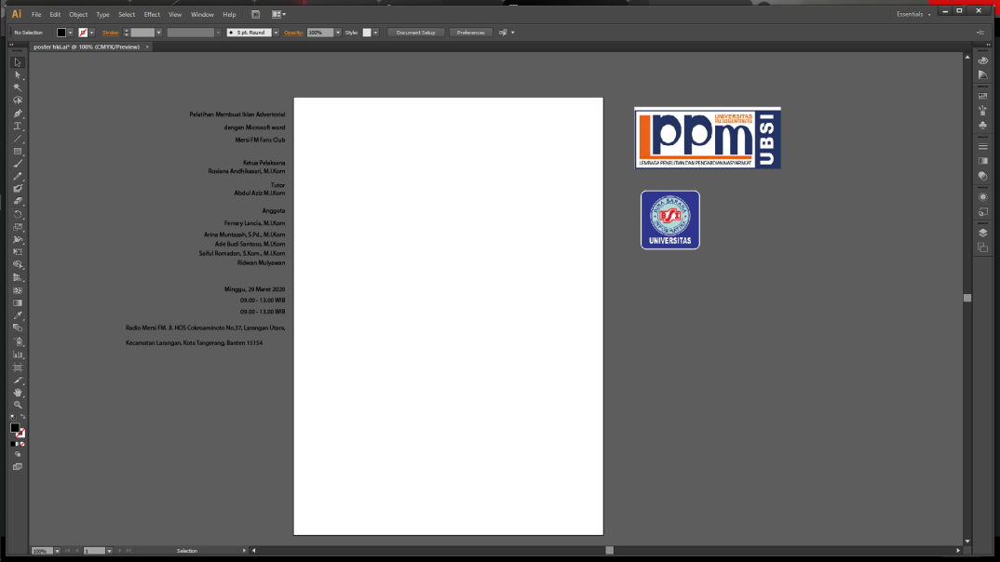 Ai File Edit Object Type Select Effect View Window Help Essentials
No Selection Stroke: 5 pt. Round Opacity: 100% Style: Document Setup Preferences
poster hki.ai* @ 100% (CMYK/Preview) ×
Pelatihan Membuat Iklan Advertorial
dengan Microsoft word
Mersi FM Fans Club
Ketua Pelaksana
Rosiana Andhikasari, M.I.Kom
Tutor
Abdul Aziz M.I.Kom
Anggota
Ferrary Lancia, M.I.Kom
Arina Muntazah, S.Pd., M.I.Kom
Ade Budi Santoso, M.I.Kom
Saiful Romadon, S.Kom., M.I.Kom
Ridwan Mulyawan
Minggu, 29 Maret 2020
09.00 - 13.00 WIB
09.00 - 13.00 WIB
Radio Mersi FM. Jl. HOS Cokroaminoto No.37, Larangan Utara,
Kecamatan Larangan, Kota Tangerang, Banten 15154
UNIVERSITAS
BINA SARANA INFORMATIKA
lppm
UBSI
LEMBAGA PENELITIAN DAN PENGABDIAN MASYARAKAT
BINA SARANA
BSI
INFORMATIKA
UNIVERSITAS
100% 1 Selection